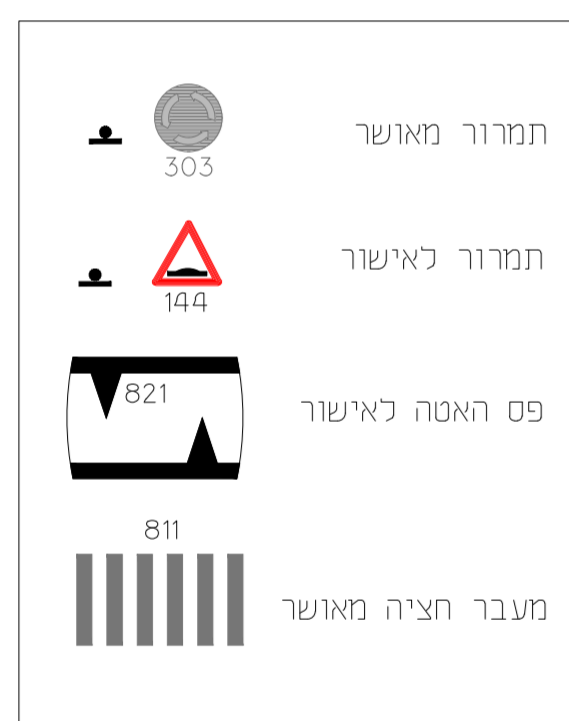 תמרור מאושר
303
תמרור לאישור
144
פס האטה לאישור
821
811
מעבר חציה מאושר